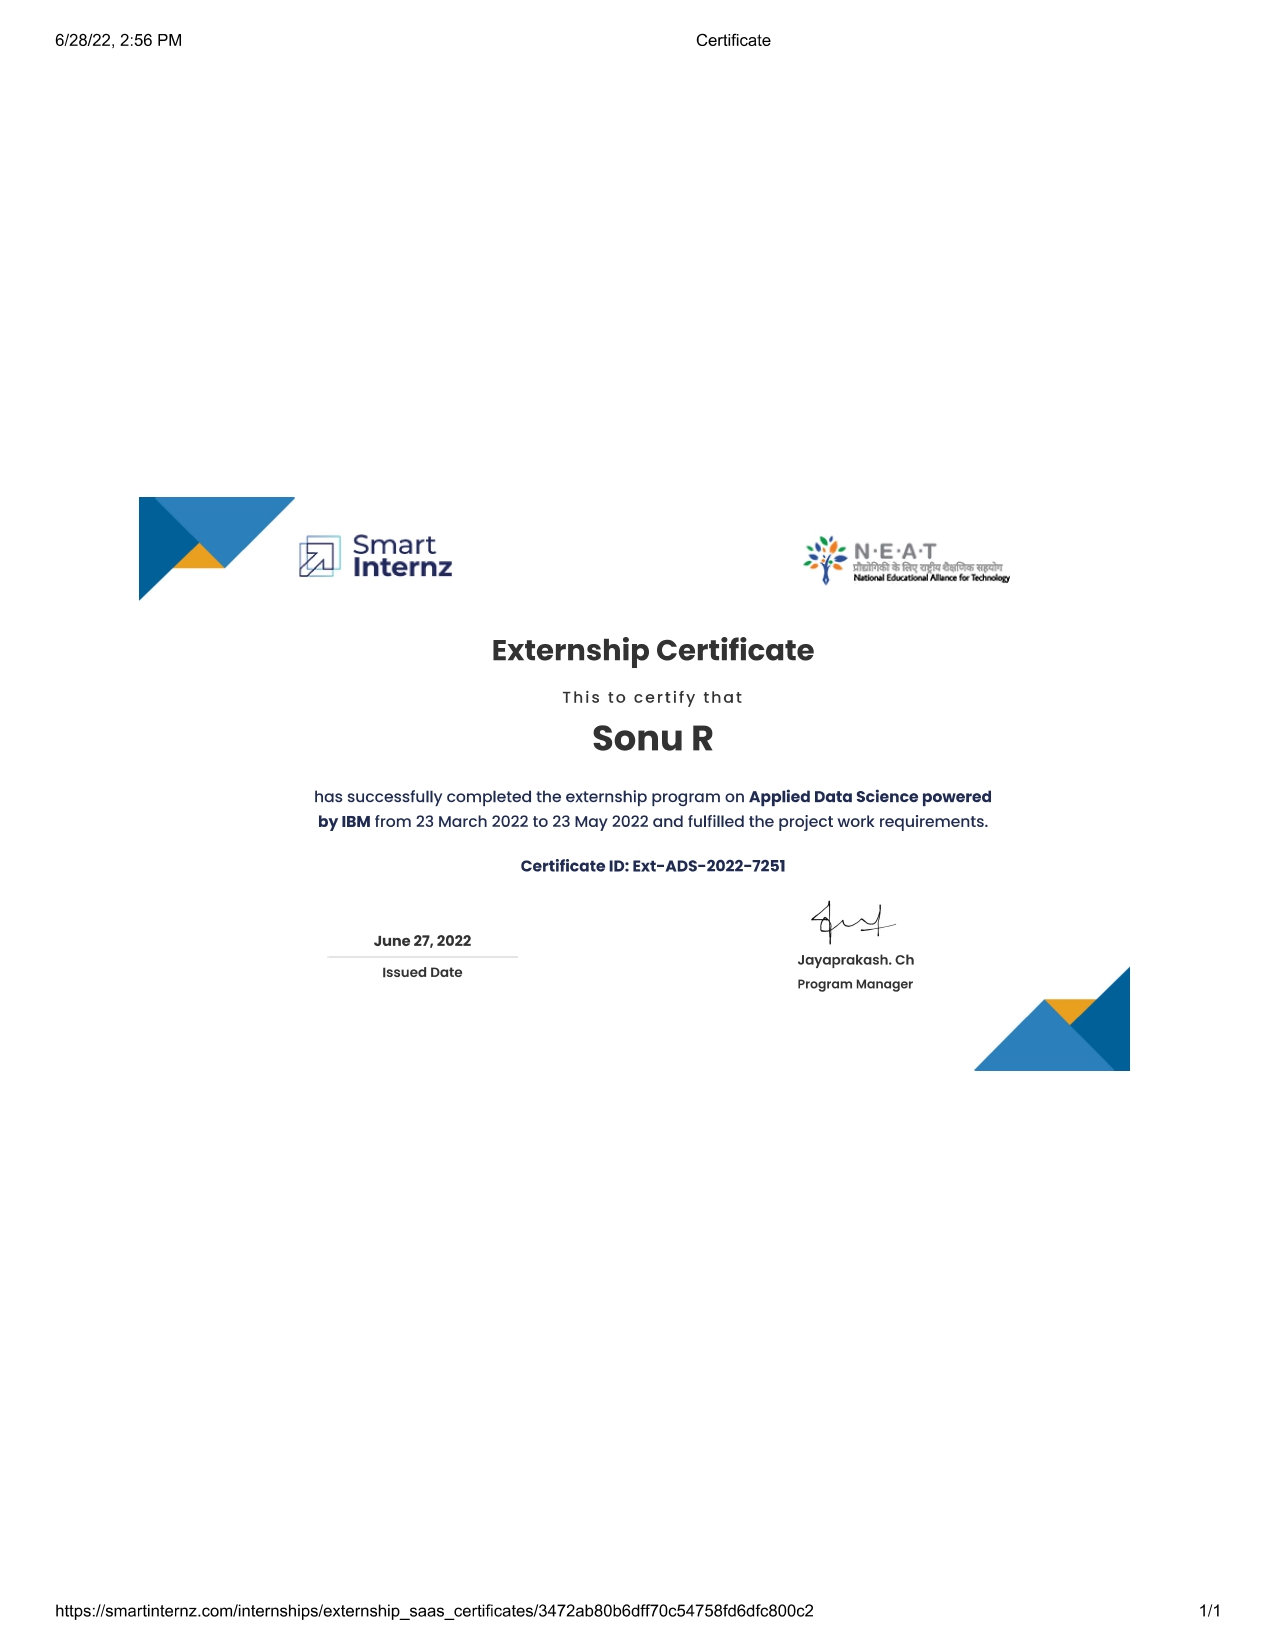 6/28/22, 2:56 PM Certificate
Smart
Internz
N·E·A·T
प्रौद्योगिकी के लिए राष्ट्रीय शैक्षणिक सहयोग
National Educational Alliance for Technology
Externship Certificate
This to certify that
Sonu R
has successfully completed the externship program on Applied Data Science powered
by IBM from 23 March 2022 to 23 May 2022 and fulfilled the project work requirements.
Certificate ID: Ext-ADS-2022-7251
June 27, 2022
Issued Date
Jayaprakash. Ch
Program Manager
https://smartinternz.com/internships/externship_saas_certificates/3472ab80b6dff70c54758fd6dfc800c2 1/1